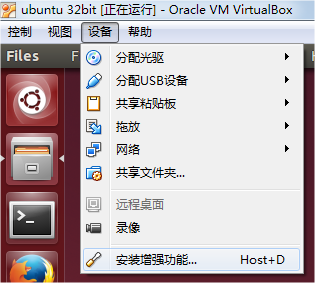 ubuntu 32bit [正在运行] - Oracle VM VirtualBox
控制 视图 设备 帮助
Files
分配光驱
分配USB设备
共享粘贴板
拖放
网络
共享文件夹...
远程桌面
录像
安装增强功能... Host+D